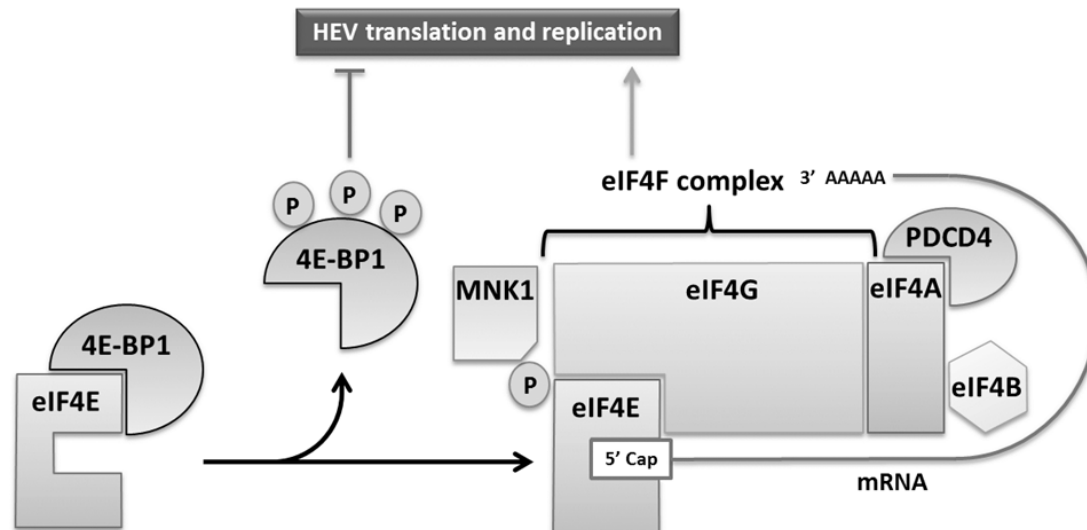 HEV translation and replication
eIF4F complex
3’ AAAAA
P
P
P
4E-BP1
PDCD4
MNK1
eIF4G
eIF4A
4E-BP1
eIF4E
P
eIF4E
eIF4B
5’ Cap
mRNA